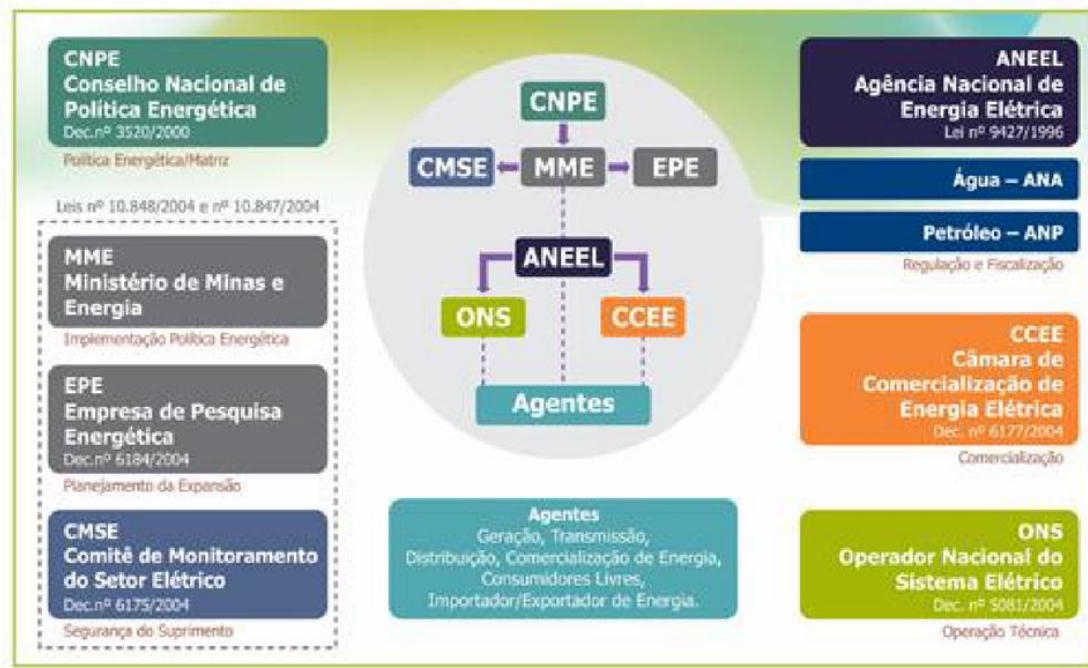 CNPE
Conselho Nacional de
Política Energética
Dec.nº 3520/2000
Política Energética/Matriz
Leis nº 10.848/2004 e nº 10.847/2004
MME
Ministério de Minas e
Energia
Implementação Política Energética
EPE
Empresa de Pesquisa
Energética
Dec.nº 6184/2004
Planejamento da Expansão
CMSE
Comitê de Monitoramento
do Setor Elétrico
Dec.nº 6175/2004
Segurança do Suprimento
CNPE
CMSE MME EPE
ANEEL
ONS CCEE
Agentes
Agentes
Geração, Transmissão,
Distribuição, Comercialização de Energia,
Consumidores Livres,
Importador/Exportador de Energia.
ANEEL
Agência Nacional de
Energia Elétrica
Lei nº 9427/1996
Água – ANA
Petróleo – ANP
Regulação e Fiscalização
CCEE
Câmara de
Comercialização de
Energia Elétrica
Dec. nº 6177/2004
Comercialização
ONS
Operador Nacional do
Sistema Elétrico
Dec. nº 5081/2004
Operação Técnica